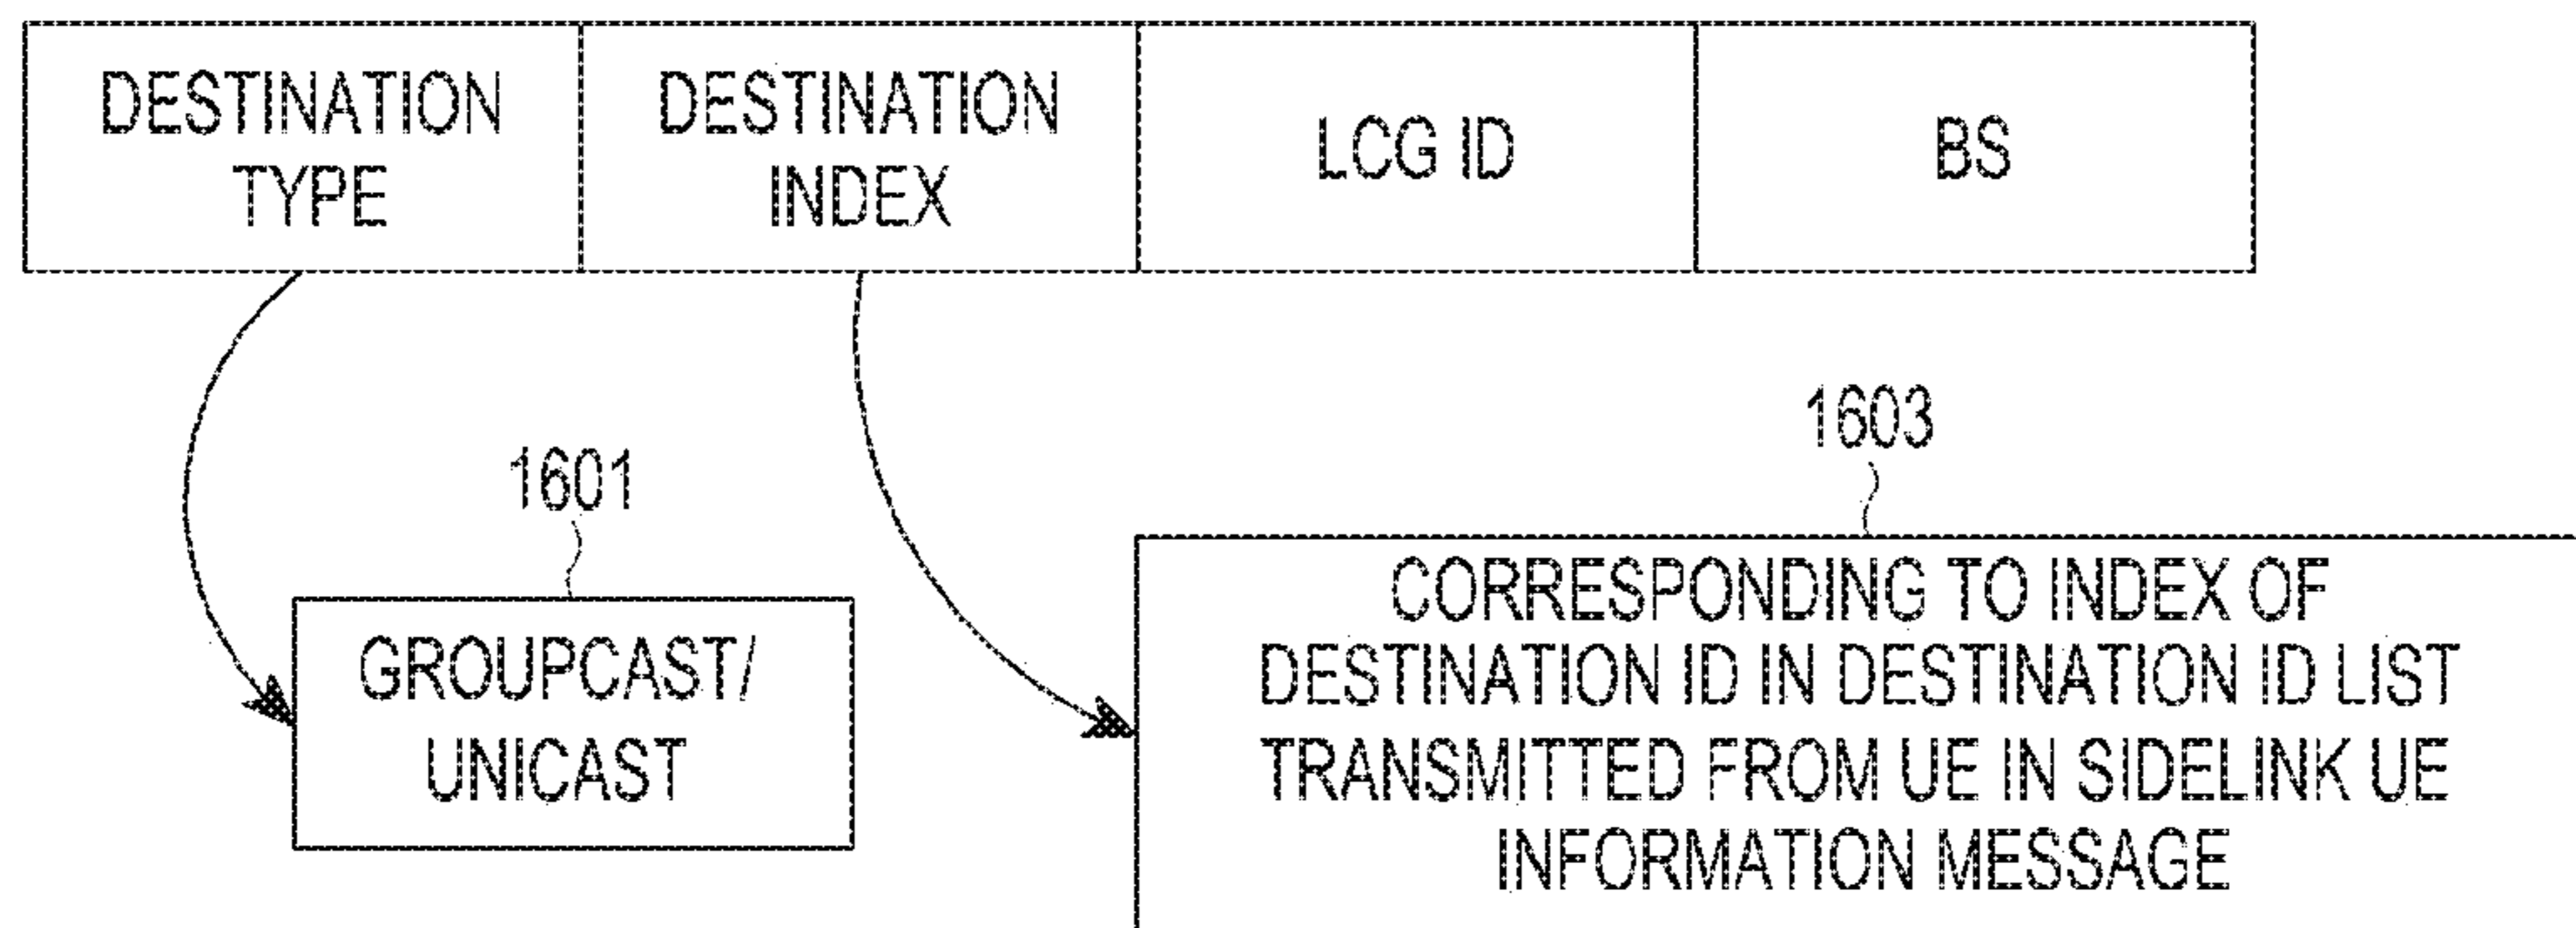 DESTINATION
TYPE
DESTINATION
INDEX
LCG ID
BS
1601
GROUPCAST/
UNICAST
1603
CORRESPONDING TO INDEX OF
DESTINATION ID IN DESTINATION ID LIST
TRANSMITTED FROM UE IN SIDELINK UE
INFORMATION MESSAGE